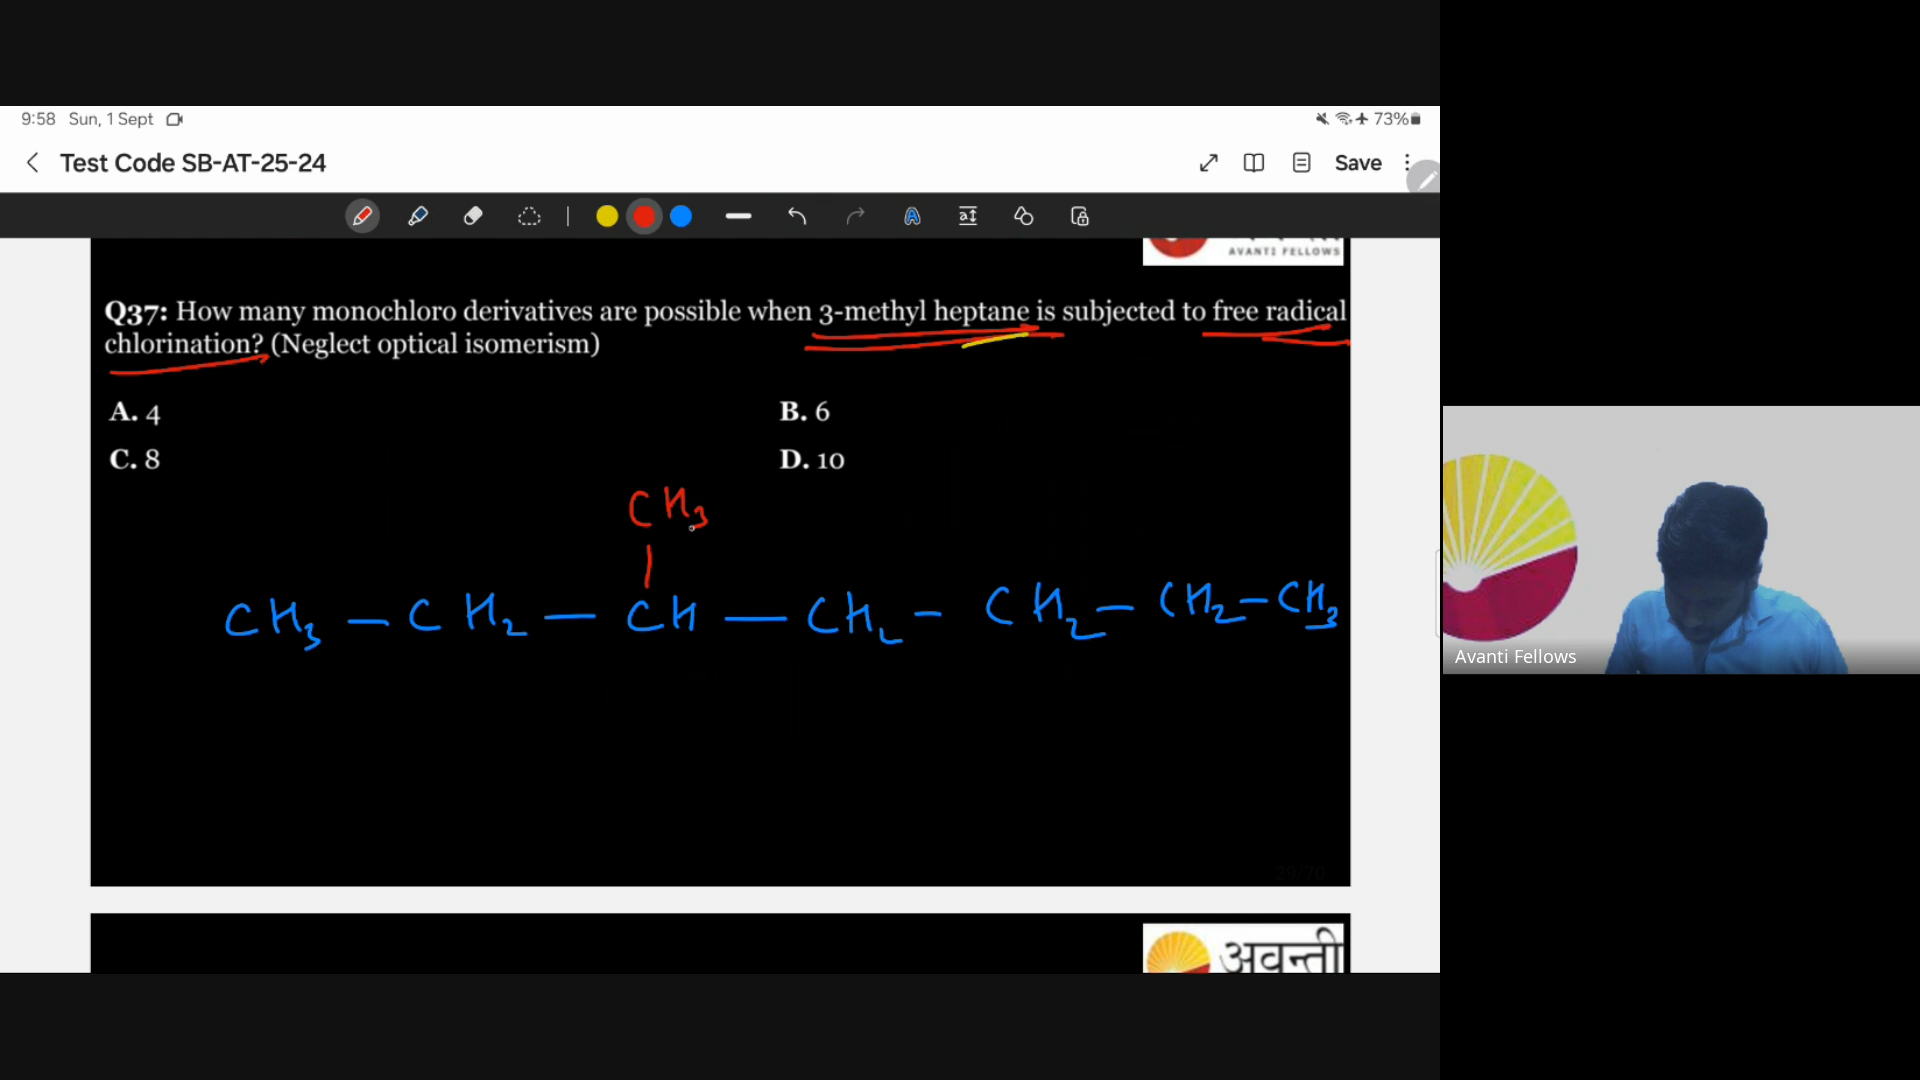 9:58 Sun, 1 Sept 73%
Test Code SB-AT-25-24
Save
AVANTI FELLOWS
Q37: How many monochloro derivatives are possible when 3-methyl heptane is subjected to free radical
chlorination? (Neglect optical isomerism)
A. 4
B. 6
C. 8
D. 10
CH3
CH3 — CH2 — CH — CH2 - CH2 - CH2 - CH3
29/70
Avanti Fellows
अवन्ती